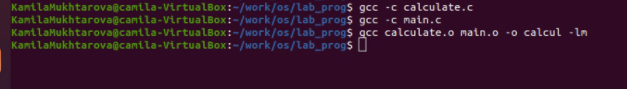 KamilaMukhtarova@camila-VirtualBox:~/work/os/lab_prog$ gcc -c calculate.c
KamilaMukhtarova@camila-VirtualBox:~/work/os/lab_prog$ gcc -c main.c
KamilaMukhtarova@camila-VirtualBox:~/work/os/lab_prog$ gcc calculate.o main.o -o calcul -lm
KamilaMukhtarova@camila-VirtualBox:~/work/os/lab_prog$